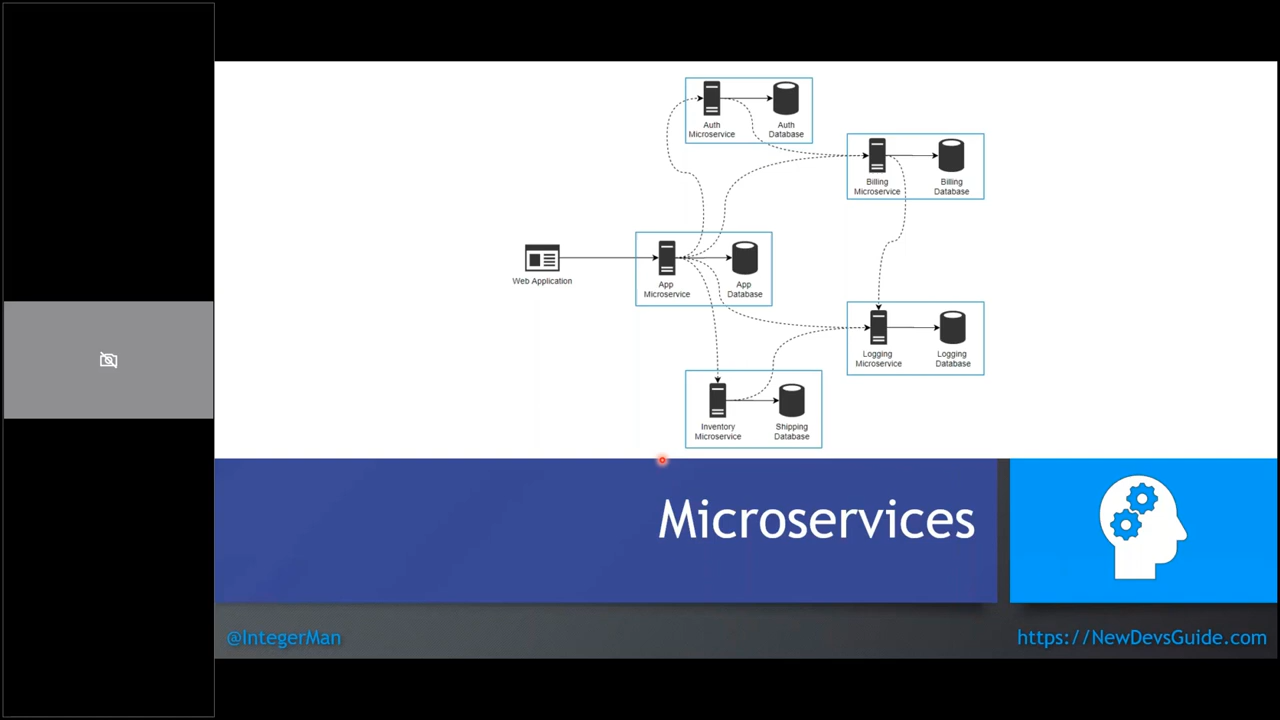 Auth
Microservice
Auth
Database
Billing
Microservice
Billing
Database
Web Application
App
Microservice
App
Database
Logging
Microservice
Logging
Database
Inventory
Microservice
Shipping
Database
Microservices
@IntegerMan
https://NewDevsGuide.com